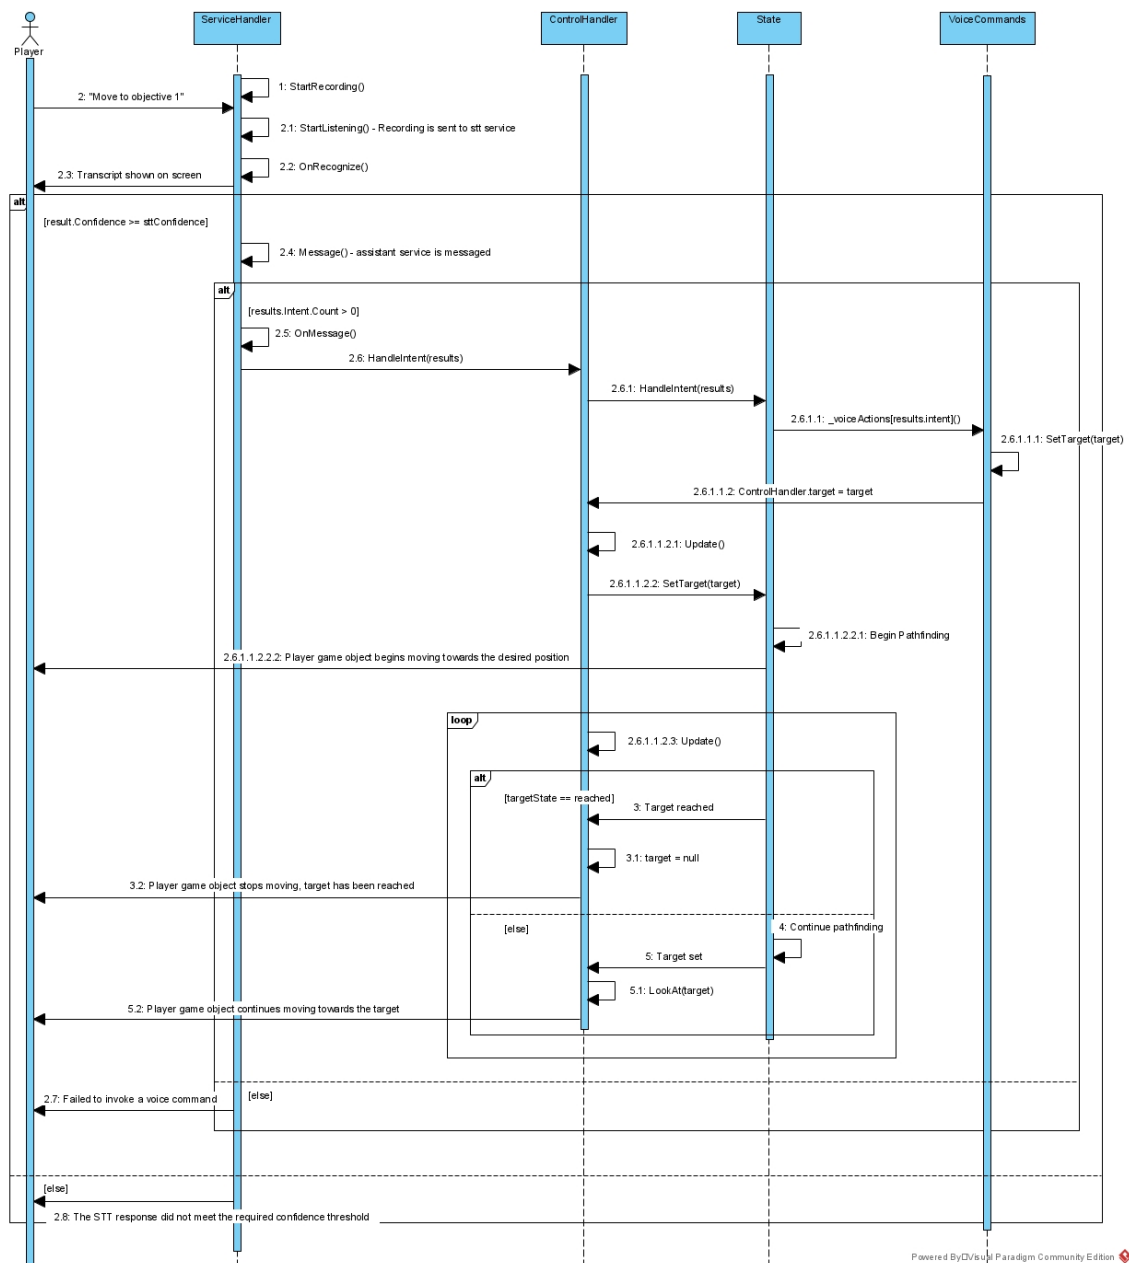 ServiceHandler
ControlHandler
State
VoiceCommands
Player
1: StartRecording()
2: "Move to objective 1"
2.1: StartListening() - Recording is sent to stt service
2.2: OnRecognize()
2.3: Transcript shown on screen
alt
[result.Confidence >= sttConfidence]
2.4: Message() - assistant service is messaged
alt
[results.Intent.Count > 0]
2.5: OnMessage()
2.6: HandleIntent(results)
2.6.1: HandleIntent(results)
2.6.1.1: _voiceActions[results.intent]()
2.6.1.1.1: SetTarget(target)
2.6.1.1.2: ControlHandler.target = target
2.6.1.1.2.1: Update()
2.6.1.1.2.2: SetTarget(target)
2.6.1.1.2.2.1: Begin Pathfinding
2.6.1.1.2.2.2: Player game object begins moving towards the desired position
loop
2.6.1.1.2.3: Update()
alt
[targetState == reached]
3: Target reached
3.1: target = null
3.2: Player game object stops moving, target has been reached
[else]
4: Continue pathfinding
5: Target set
5.1: LookAt(target)
5.2: Player game object continues moving towards the target
[else]
2.7: Failed to invoke a voice command
[else]
2.8: The STT response did not meet the required confidence threshold
Powered By Visual Paradigm Community Edition